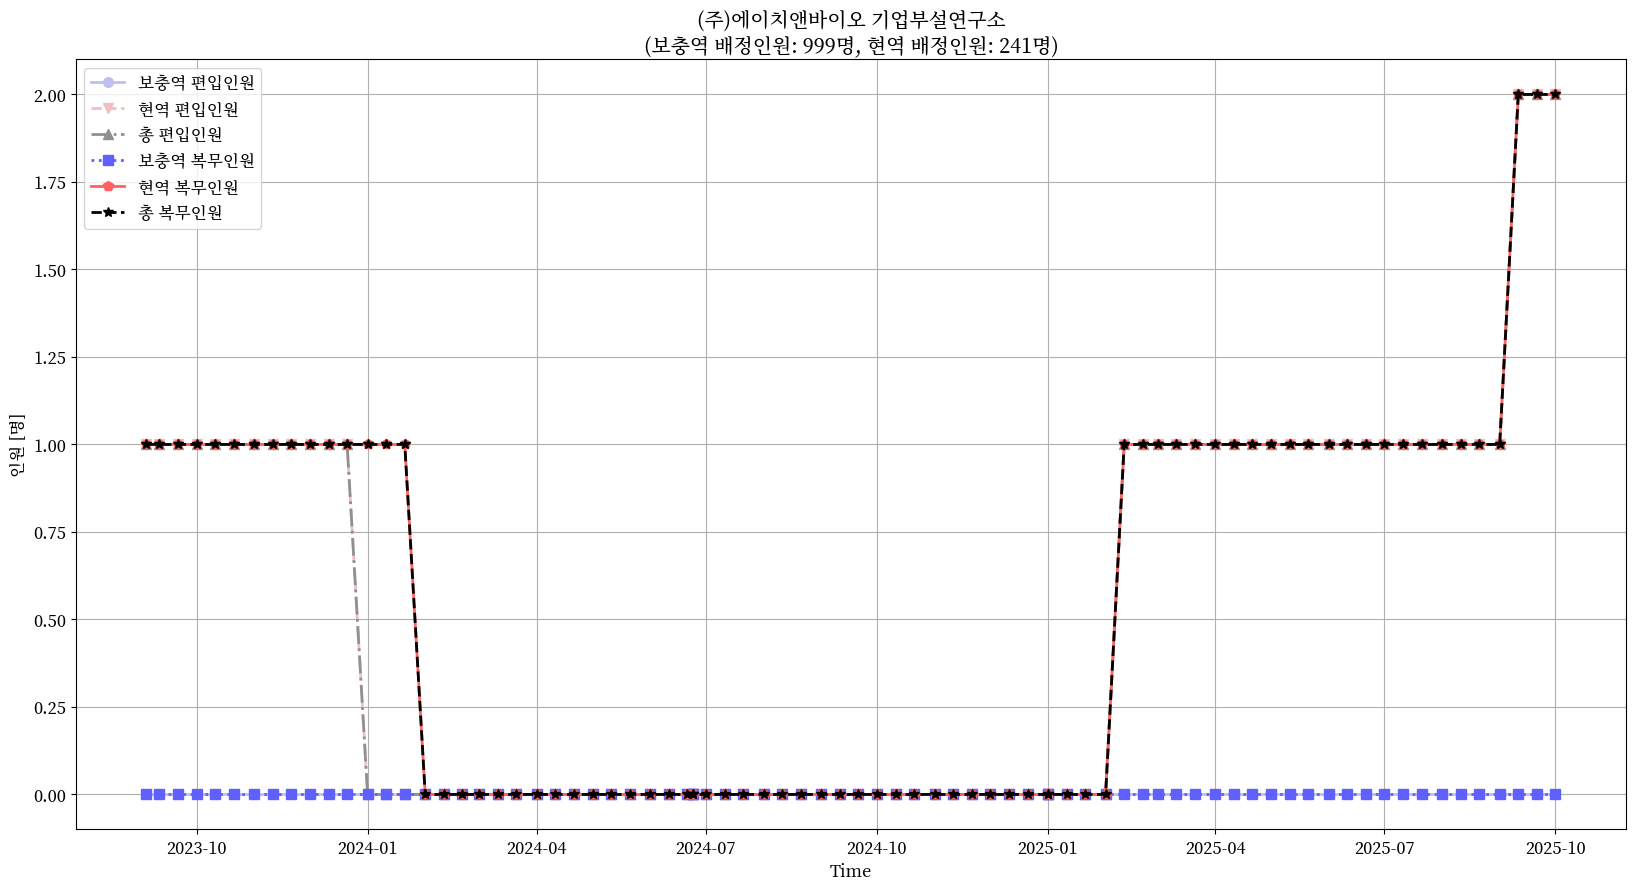 (주)에이치앤바이오 기업부설연구소
(보충역 배정인원: 999명, 현역 배정인원: 241명)
보충역 편입인원
현역 편입인원
총 편입인원
보충역 복무인원
현역 복무인원
총 복무인원
2.00
1.75
1.50
1.25
1.00
0.75
0.50
0.25
0.00
인원 [명]
2023-10
2024-01
2024-04
2024-07
2024-10
2025-01
2025-04
2025-07
2025-10
Time